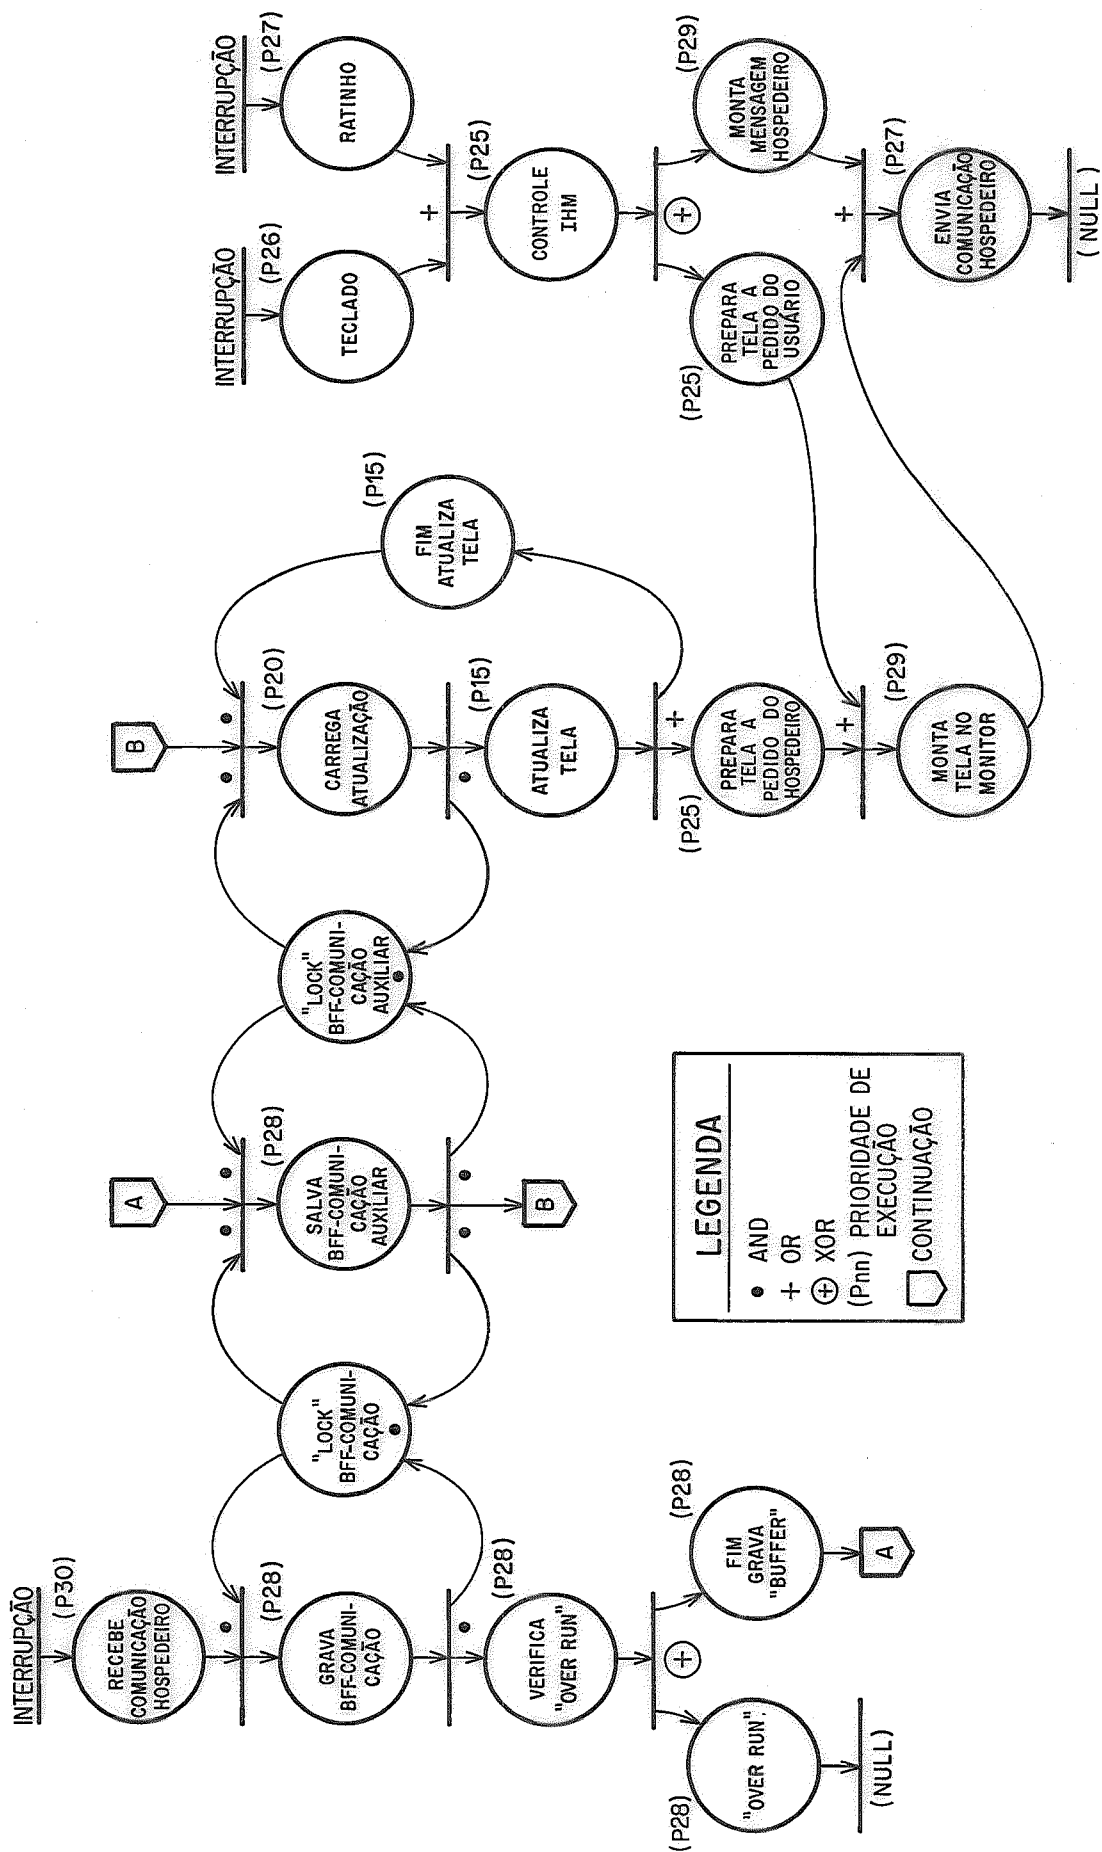 INTERRUPÇÃO
(P30)
RECEBE
COMUNICAÇÃO
HOSPEDEIRO
(P28)
GRAVA
BFF-COMUNI-
CAÇÃO
(P28)
VERIFICA
"OVER RUN"
(P28)
"OVER RUN"
(NULL)
(P28)
FIM
GRAVA
"BUFFER"
A
"LOCK"
BFF-COMUNI-
CAÇÃO
A
(P28)
SALVA
BFF-COMUNI-
CAÇÃO
AUXILIAR
B
"LOCK"
BFF-COMUNI-
CAÇÃO
AUXILIAR
B
(P20)
CARREGA
ATUALIZAÇÃO
(P15)
ATUALIZA
TELA
+
(P25)
PREPARA
TELA A
PEDIDO DO
HOSPEDEIRO
+
(P29)
MONTA
TELA NO
MONITOR
(P15)
FIM
ATUALIZA
TELA
INTERRUPÇÃO
(P26)
TECLADO
INTERRUPÇÃO
(P27)
RATINHO
+
(P25)
CONTROLE
IHM
(P25)
PREPARA
TELA A
PEDIDO DO
USUÁRIO
(P29)
MONTA
MENSAGEM
HOSPEDEIRO
+
(P27)
ENVIA
COMUNICAÇÃO
HOSPEDEIRO
(NULL)
LEGENDA
• AND
+ OR
⊕ XOR
(Pnn) PRIORIDADE DE
EXECUÇÃO
CONTINUAÇÃO